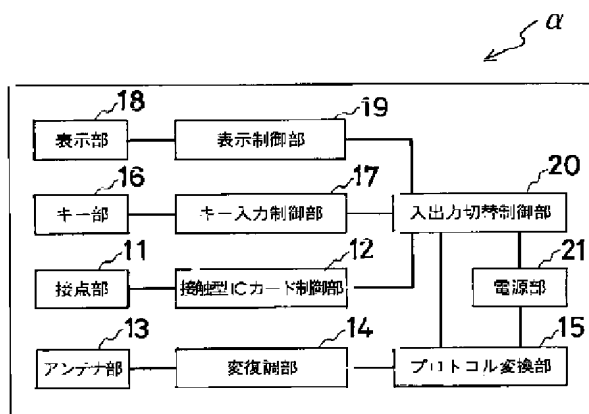 α
18
19
表示部
表示制御部
16
17
20
キー部
キー入力制御部
入出力切替制御部
11
12
21
接点部
接触型ICカード制御部
電源部
13
14
15
アンテナ部
変復調部
プロトコル変換部